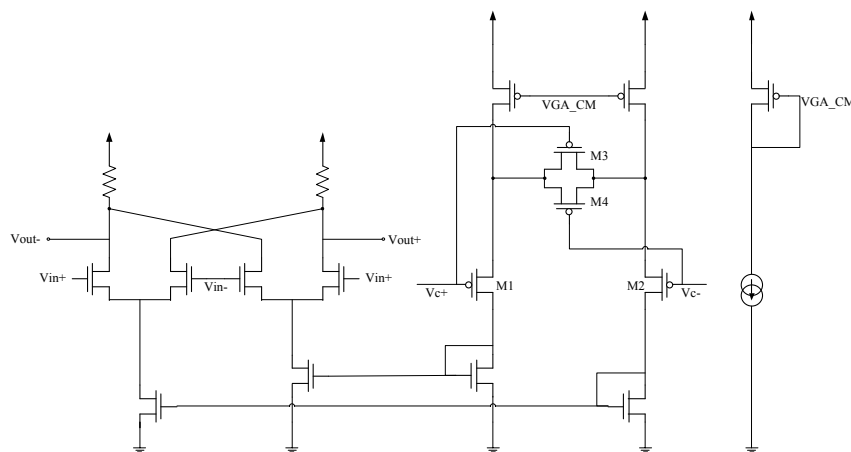 VGA_CM
VGA_CM
M3
M4
Vout-
Vout+
Vin+
Vin-
Vin+
Vc+
M1
M2
Vc-